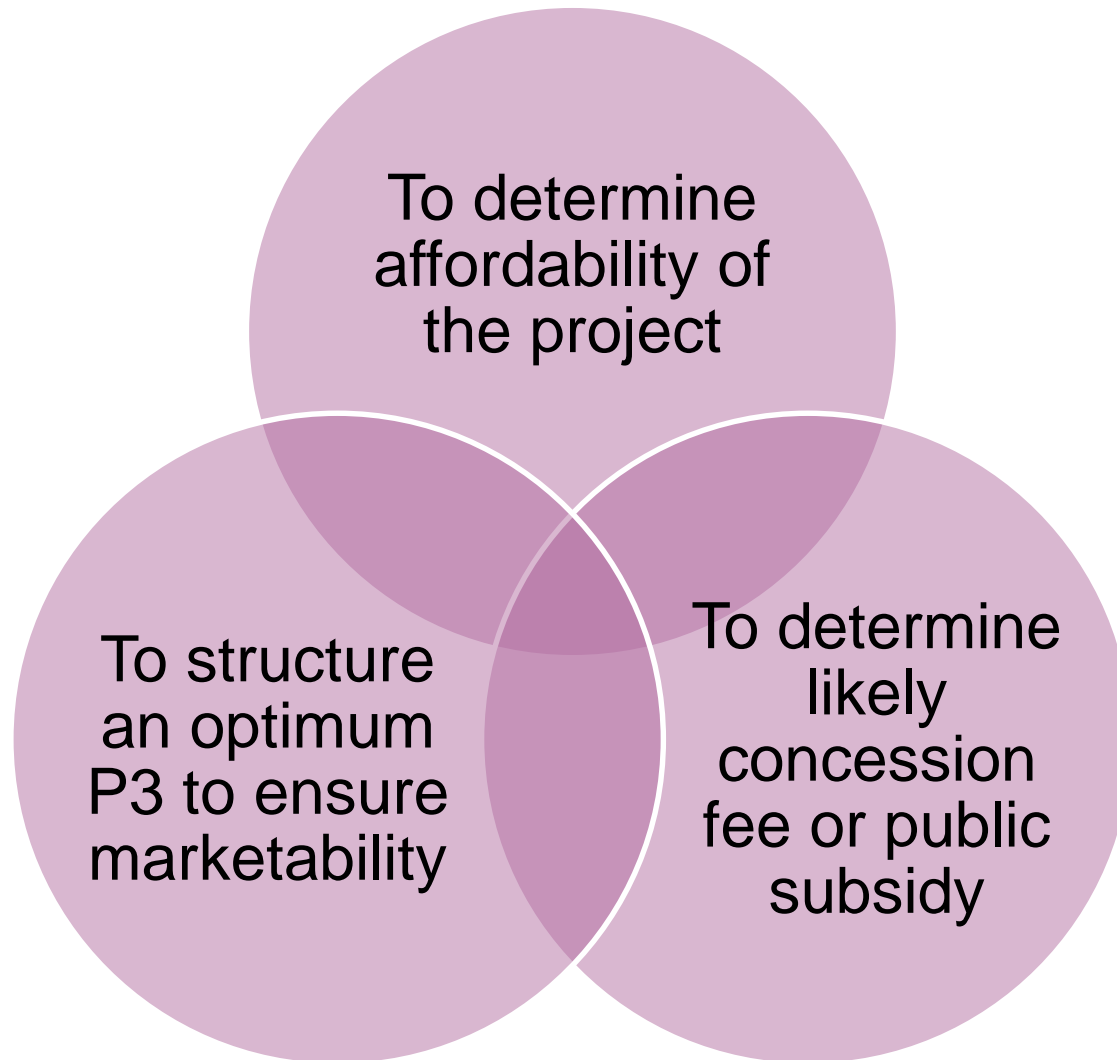 To determine
affordability of
the project
To structure
an optimum
P3 to ensure
marketability
To determine
likely
concession
fee or public
subsidy